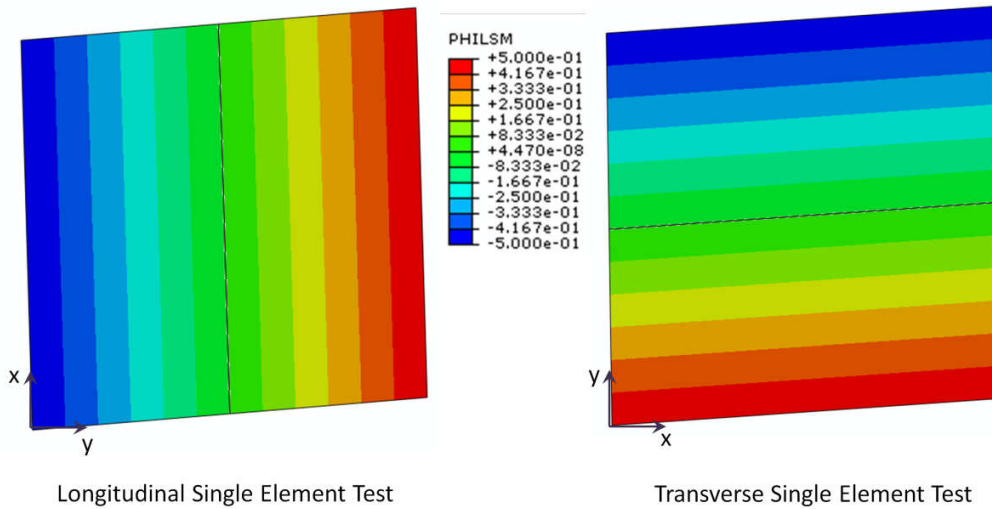 PHILSM
+5.000e-01
+4.167e-01
+3.333e-01
+2.500e-01
+1.667e-01
+8.333e-02
+4.470e-08
-8.333e-02
-1.667e-01
-2.500e-01
-3.333e-01
-4.167e-01
-5.000e-01
x
y
y
x
Longitudinal Single Element Test
Transverse Single Element Test